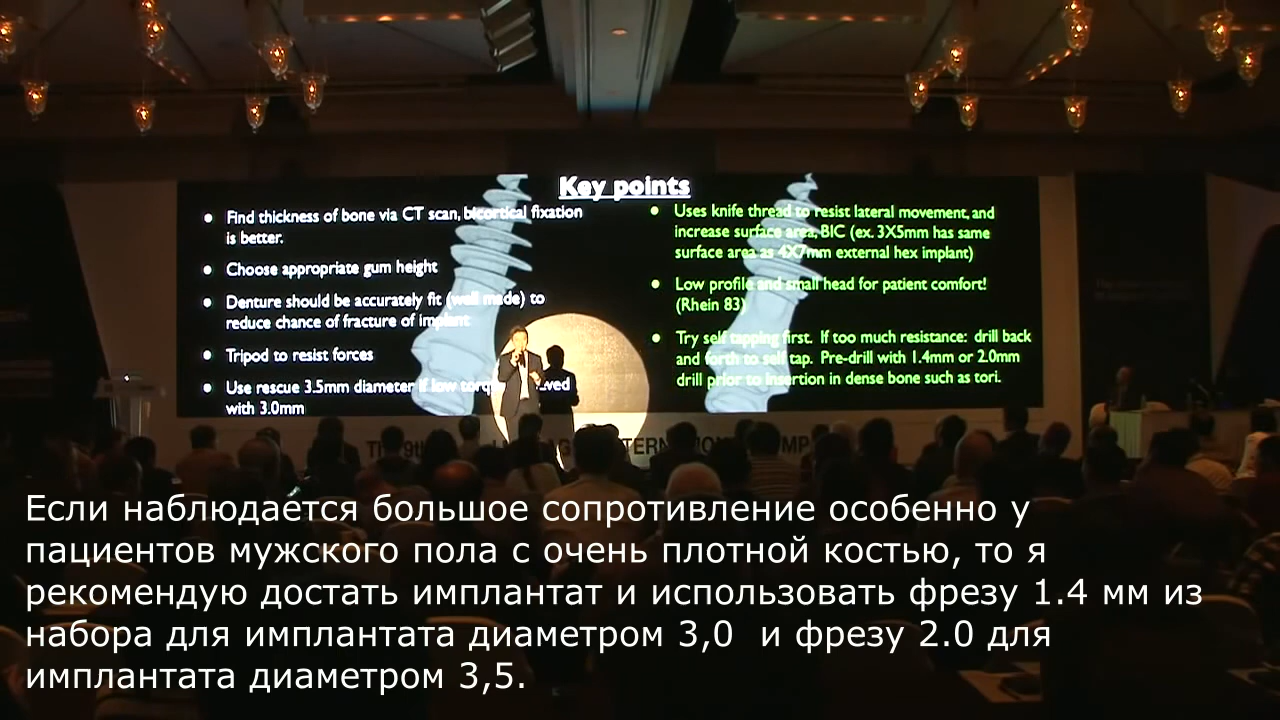 Key points
• Find thickness of bone via CT scan, bicortical fixation
is better.
• Choose appropriate gum height
• Denture should be accurately fit (well made) to
reduce chance of fracture of implant
• Tripod to resist forces
• Use rescue 3.5mm diameter if low
with 3.0mm
• Uses knife thread to resist lateral movement, and
increase surface area, BIC (ex. 3X5mm has same
surface area as 4X7mm external hex implant)
• Low profile and small head for patient comfort!
(Rhein 83)
• Try self tapping first. If too much resistance: drill back
and forth to self tap. Pre-drill with 1.4mm or 2.0mm
drill prior to insertion in dense bone such as tori.
Если наблюдается большое сопротивление особенно у
пациентов мужского пола с очень плотной костью, то я
рекомендую достать имплантат и использовать фрезу 1.4 мм из
набора для имплантата диаметром 3,0 и фрезу 2.0 для
имплантата диаметром 3,5.